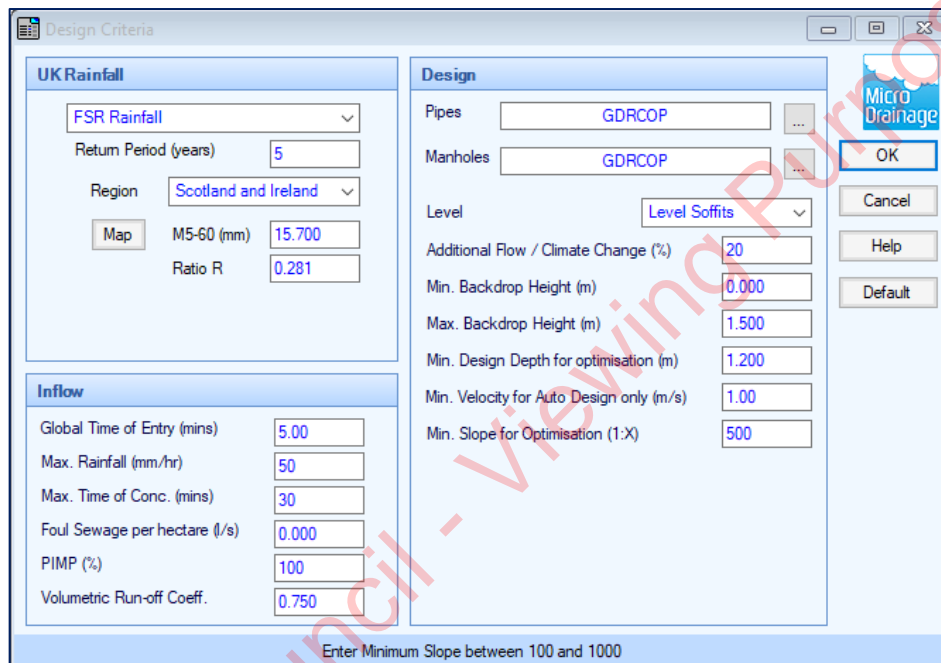 Design Criteria
UK Rainfall
FSR Rainfall
Return Period (years) 5
Region Scotland and Ireland
Map M5-60 (mm) 15.700
Ratio R 0.281
Inflow
Global Time of Entry (mins) 5.00
Max. Rainfall (mm/hr) 50
Max. Time of Conc. (mins) 30
Foul Sewage per hectare (l/s) 0.000
PIMP (%) 100
Volumetric Run-off Coeff. 0.750
Design
Pipes GDRCOP ...
Manholes GDRCOP ...
Level Level Soffits
Additional Flow / Climate Change (%) 20
Min. Backdrop Height (m) 0.000
Max. Backdrop Height (m) 1.500
Min. Design Depth for optimisation (m) 1.200
Min. Velocity for Auto Design only (m/s) 1.00
Min. Slope for Optimisation (1:X) 500
Micro
Drainage
OK
Cancel
Help
Default
Enter Minimum Slope between 100 and 1000
- Viewing